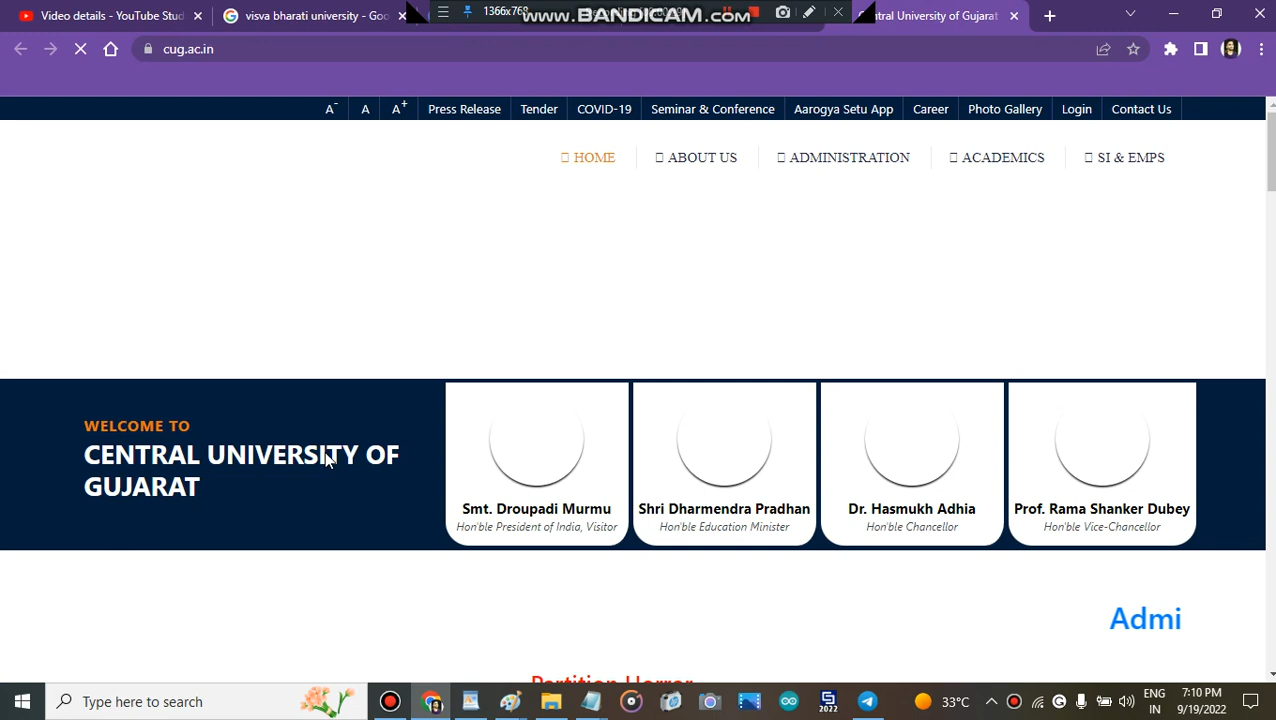 Video details - YouTube Stud
visva bharati university - Goo
1366x768
www.BANDICAM.com
ntral University of Gujarat
cug.ac.in
A- A A+ Press Release Tender COVID-19 Seminar & Conference Aarogya Setu App Career Photo Gallery Login Contact Us
HOME ABOUT US ADMINISTRATION ACADEMICS SI & EMPS
WELCOME TO
CENTRAL UNIVERSITY OF
GUJARAT
Smt. Droupadi Murmu
Hon'ble President of India, Visitor
Shri Dharmendra Pradhan
Hon'ble Education Minister
Dr. Hasmukh Adhia
Hon'ble Chancellor
Prof. Rama Shanker Dubey
Hon'ble Vice-Chancellor
Admi
Partition Horror
Type here to search
2022
33°C
ENG
IN
7:10 PM
9/19/2022